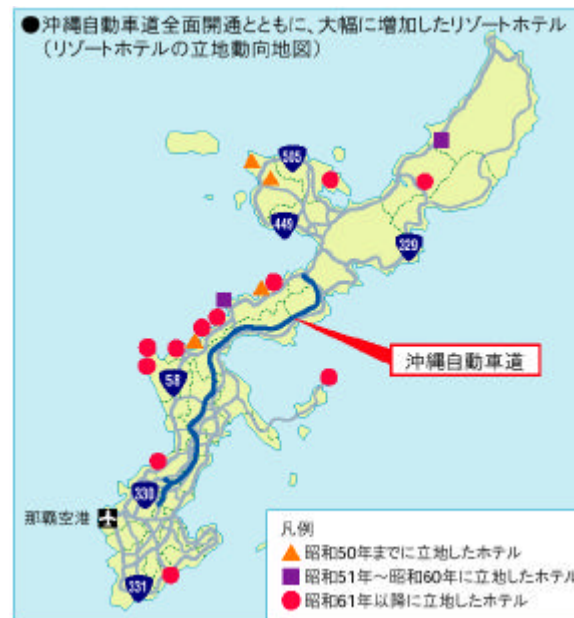 ●沖縄自動車道全面開通とともに、大幅に増加したリゾートホテル
(リゾートホテルの立地動向地図)
505
449
329
沖縄自動車道
58
330
那覇空港
331
凡例
昭和50年までに立地したホテル
昭和51年～昭和60年に立地したホテル
昭和61年以降に立地したホテル